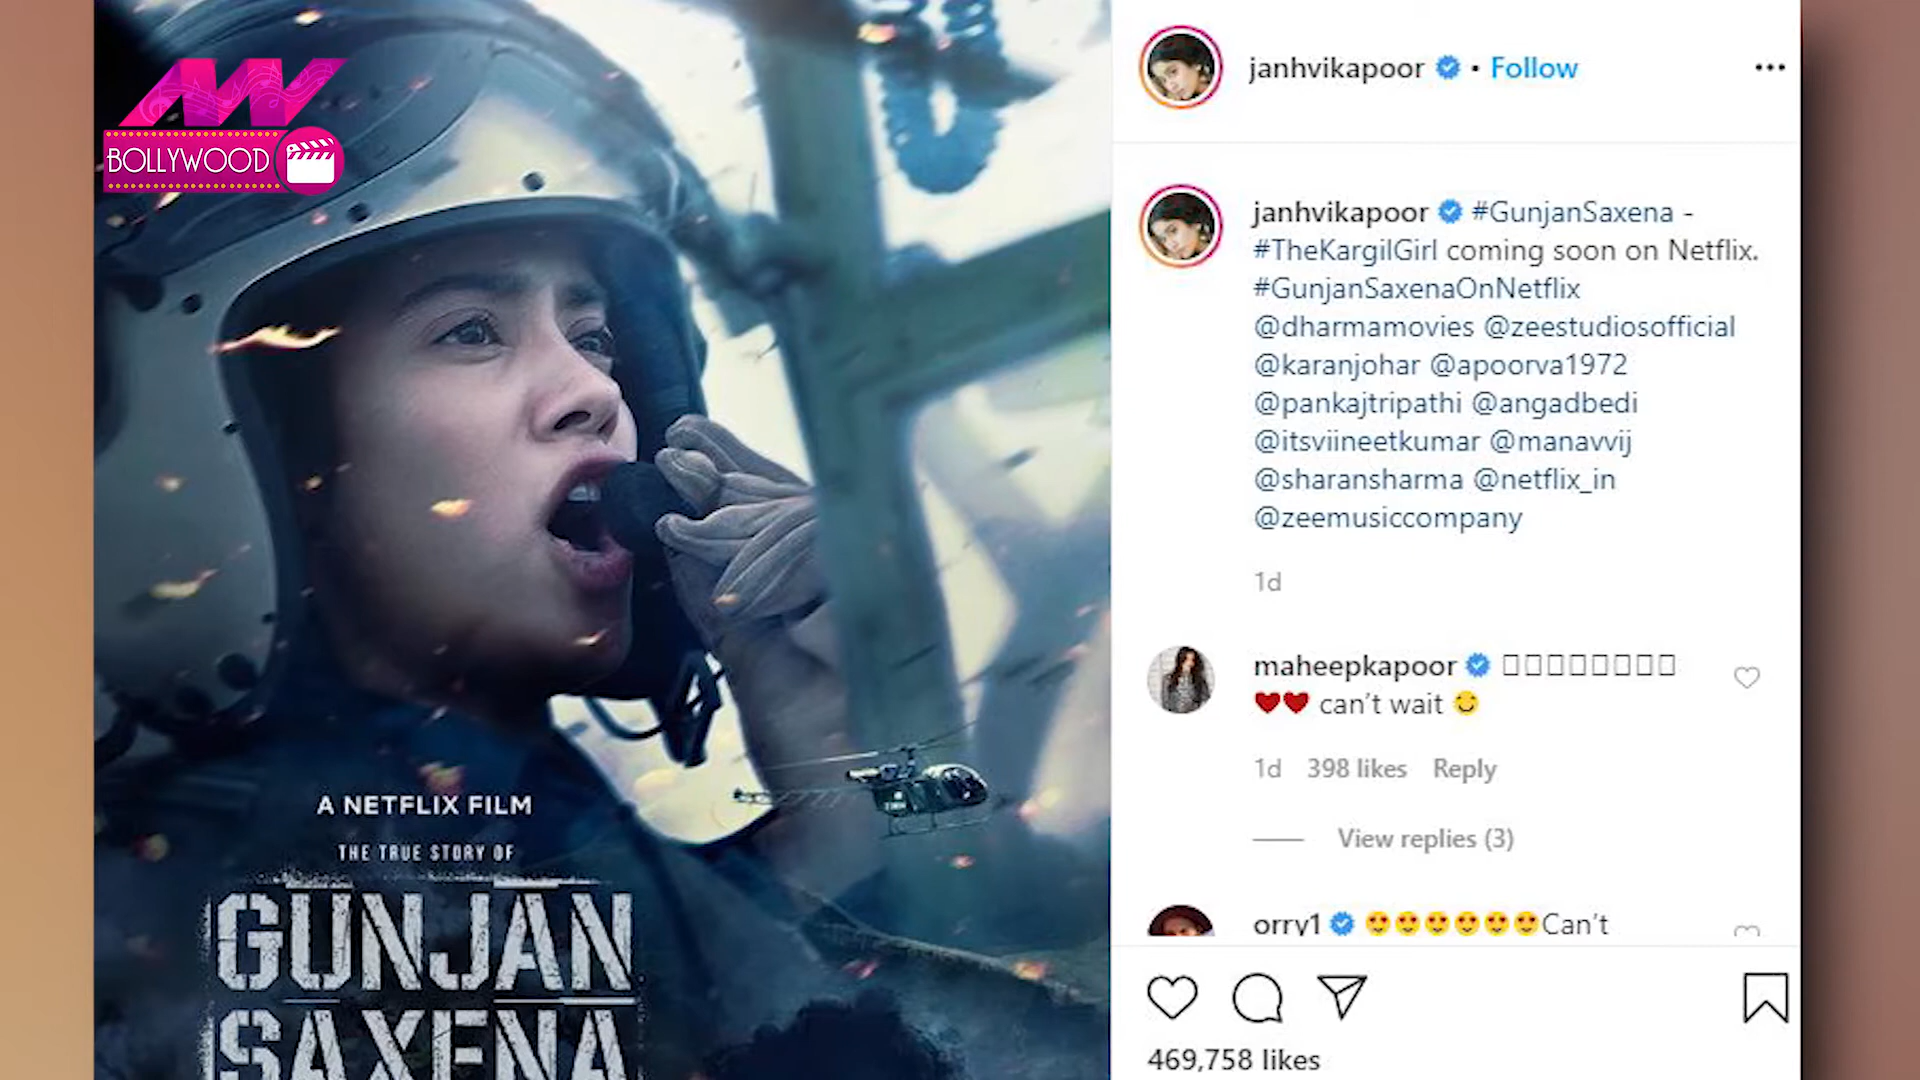 BOLLYWOOD
A NETFLIX FILM
THE TRUE STORY OF
GUNJAN
SAXENA
janhvikapoor • Follow
janhvikapoor #GunjanSaxena -
#TheKargilGirl coming soon on Netflix.
#GunjanSaxenaOnNetflix
@dharmamovies @zeestudiosofficial
@karanjohar @apoorva1972
@pankajtripathi @angadbedi
@itsviineetkumar @manavvij
@sharansharma @netflix_in
@zeemusiccompany
1d
maheepkapoor
❤❤ can't wait 😊
1d 398 likes Reply
View replies (3)
orry1 😍😍😍😍😍😍Can't
469,758 likes